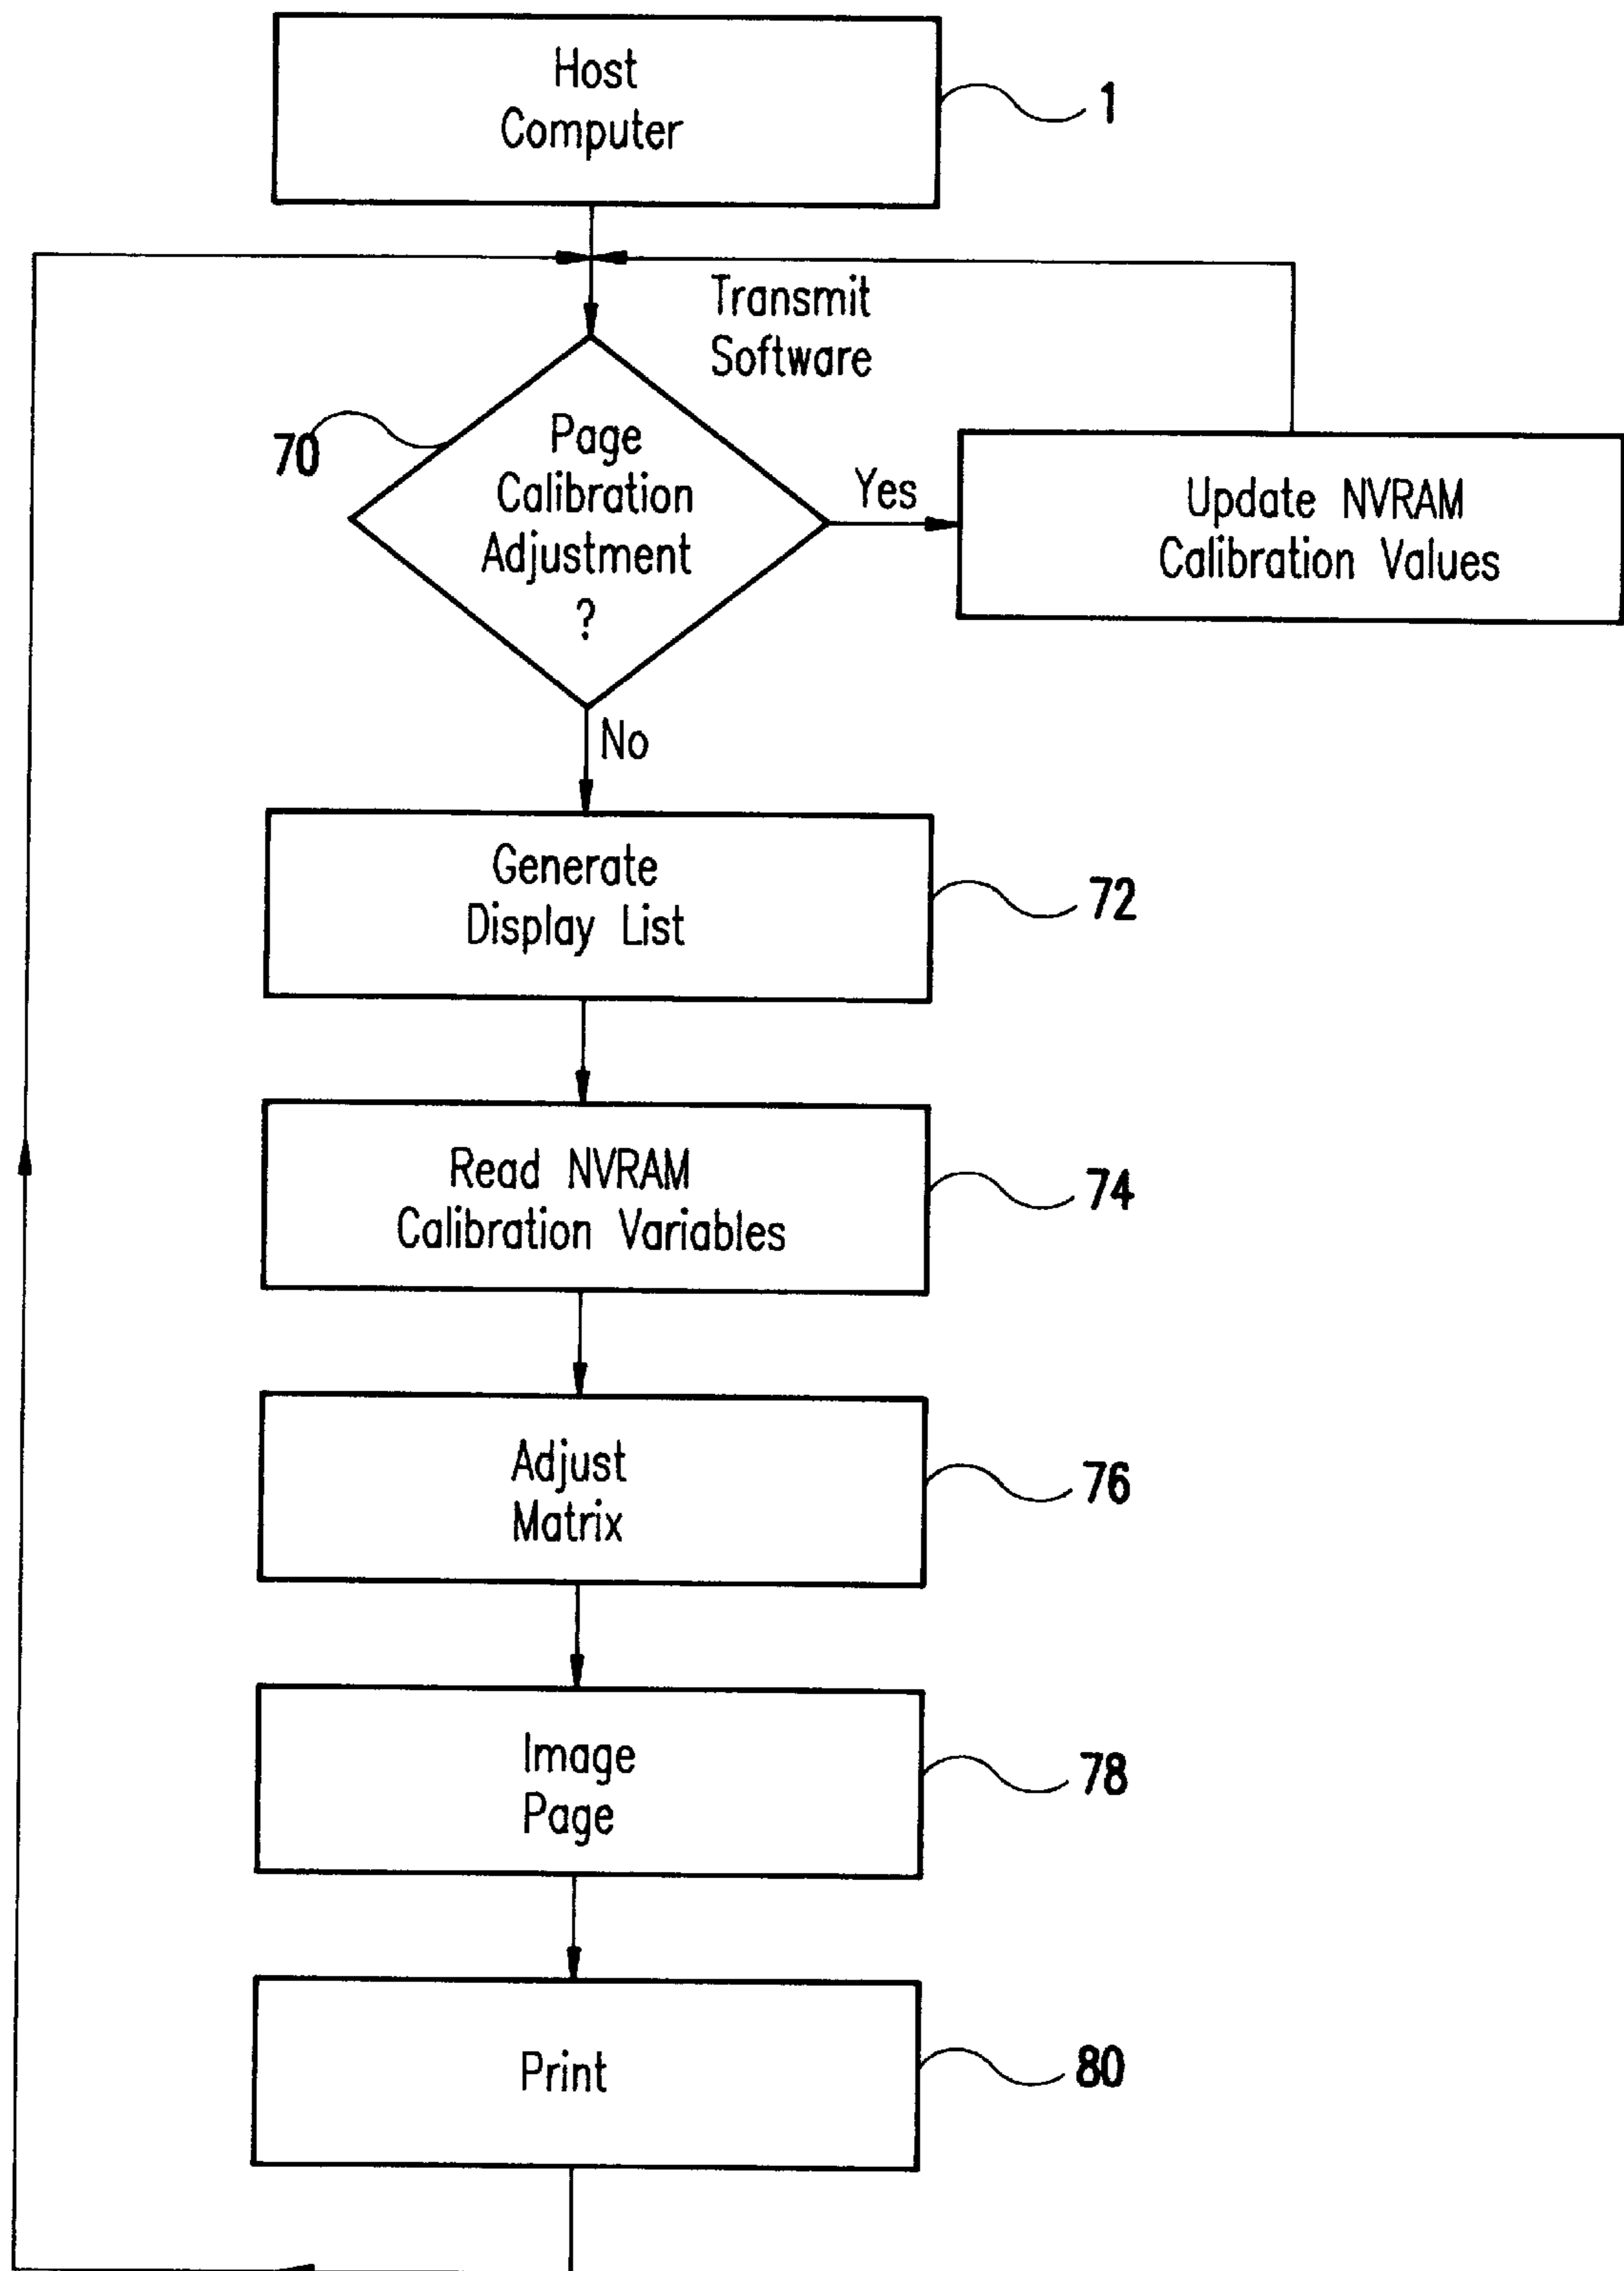 Host
Computer
1
Transmit
Software
70
Page
Calibration
Adjustment
?
Yes
Update NVRAM
Calibration Values
No
Generate
Display List
72
Read NVRAM
Calibration Variables
74
Adjust
Matrix
76
Image
Page
78
Print
80